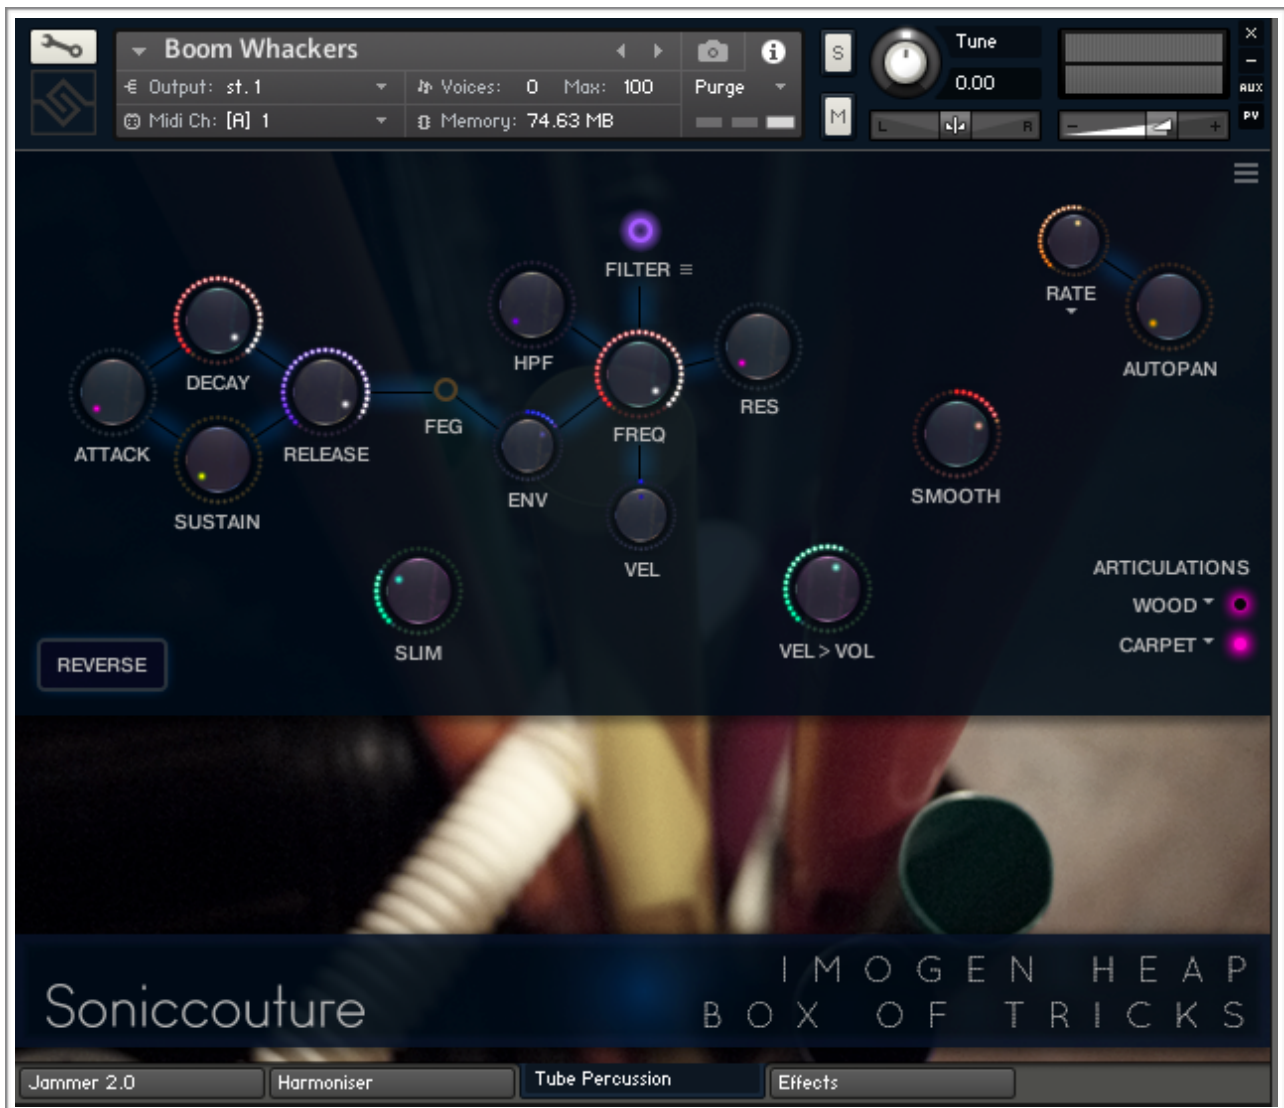 Boom Whackers
Output: st.1
Voices: 0 Max: 100
Purge
Midi Ch: [A] 1
Memory: 74.63 MB
S
M
Tune
0.00
L R
- +
X
-
AUX
PV
FILTER
HPF
FREQ
RES
RATE
AUTOPAN
DECAY
ATTACK
RELEASE
SUSTAIN
FEG
ENV
VEL
SMOOTH
SLIM
VEL > VOL
ARTICULATIONS
WOOD
CARPET
REVERSE
Soniccouture
IMOGEN HEAP
BOX OF TRICKS
Jammer 2.0
Harmoniser
Tube Percussion
Effects